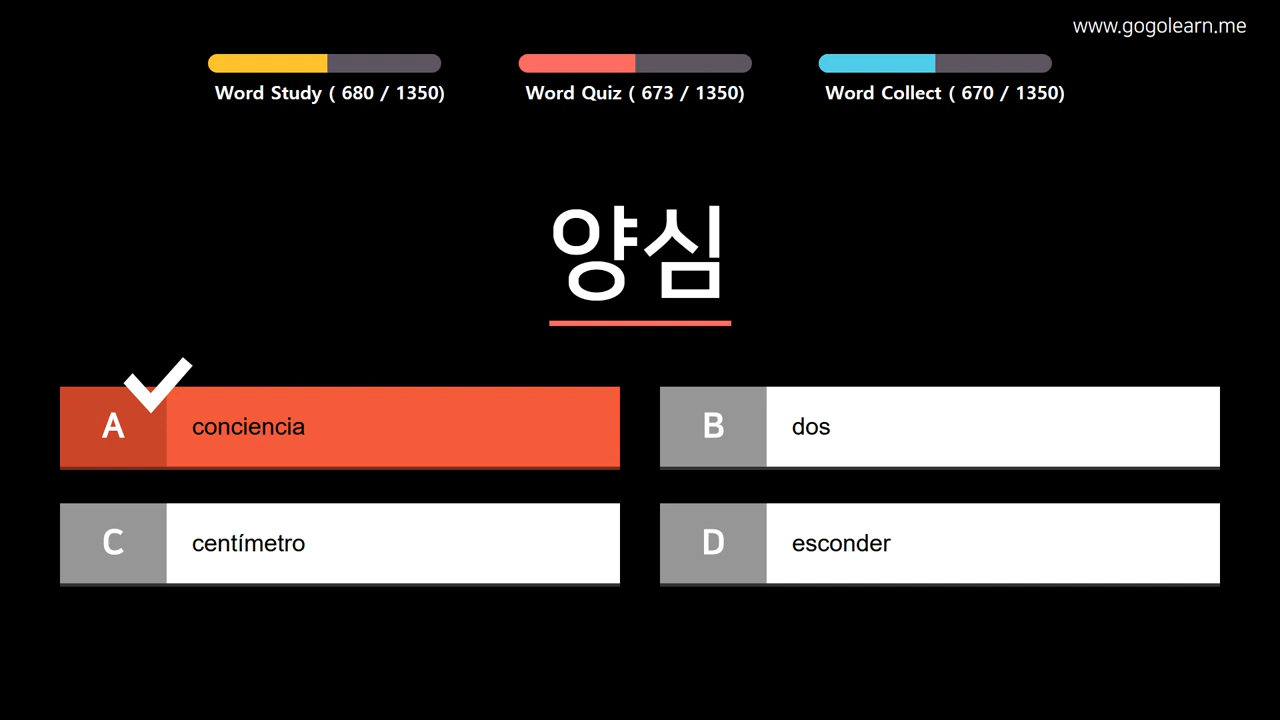 www.gogolearn.me
Word Study ( 680 / 1350)
Word Quiz ( 673 / 1350)
Word Collect ( 670 / 1350)
양심
A conciencia
B dos
C centímetro
D esconder